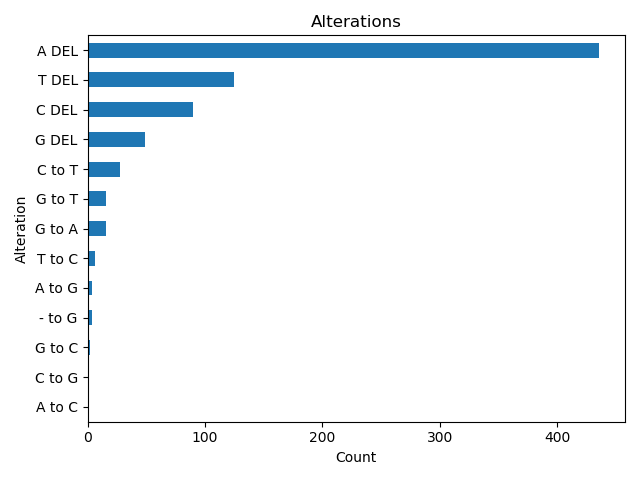 Alterations
A DEL
T DEL
C DEL
G DEL
C to T
G to T
G to A
T to C
A to G
- to G
G to C
C to G
A to C
Alteration
0 100 200 300 400
Count